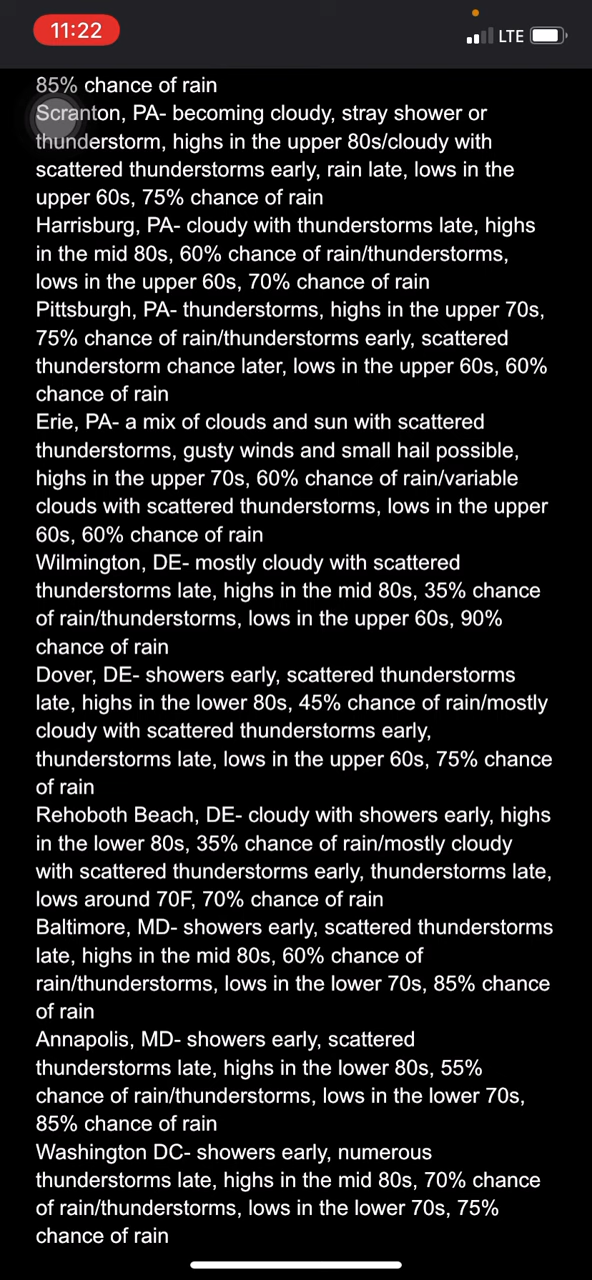 11:22
LTE
85% chance of rain
Scranton, PA- becoming cloudy, stray shower or
thunderstorm, highs in the upper 80s/cloudy with
scattered thunderstorms early, rain late, lows in the
upper 60s, 75% chance of rain
Harrisburg, PA- cloudy with thunderstorms late, highs
in the mid 80s, 60% chance of rain/thunderstorms,
lows in the upper 60s, 70% chance of rain
Pittsburgh, PA- thunderstorms, highs in the upper 70s,
75% chance of rain/thunderstorms early, scattered
thunderstorm chance later, lows in the upper 60s, 60%
chance of rain
Erie, PA- a mix of clouds and sun with scattered
thunderstorms, gusty winds and small hail possible,
highs in the upper 70s, 60% chance of rain/variable
clouds with scattered thunderstorms, lows in the upper
60s, 60% chance of rain
Wilmington, DE- mostly cloudy with scattered
thunderstorms late, highs in the mid 80s, 35% chance
of rain/thunderstorms, lows in the upper 60s, 90%
chance of rain
Dover, DE- showers early, scattered thunderstorms
late, highs in the lower 80s, 45% chance of rain/mostly
cloudy with scattered thunderstorms early,
thunderstorms late, lows in the upper 60s, 75% chance
of rain
Rehoboth Beach, DE- cloudy with showers early, highs
in the lower 80s, 35% chance of rain/mostly cloudy
with scattered thunderstorms early, thunderstorms late,
lows around 70F, 70% chance of rain
Baltimore, MD- showers early, scattered thunderstorms
late, highs in the mid 80s, 60% chance of
rain/thunderstorms, lows in the lower 70s, 85% chance
of rain
Annapolis, MD- showers early, scattered
thunderstorms late, highs in the lower 80s, 55%
chance of rain/thunderstorms, lows in the lower 70s,
85% chance of rain
Washington DC- showers early, numerous
thunderstorms late, highs in the mid 80s, 70% chance
of rain/thunderstorms, lows in the lower 70s, 75%
chance of rain